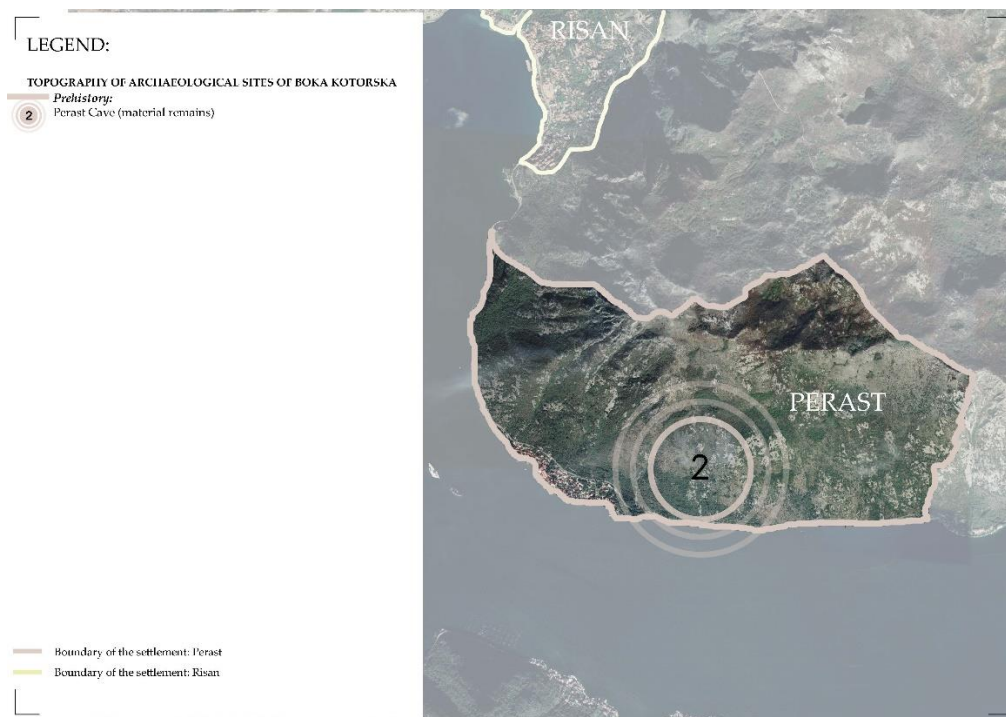 LEGEND:
TOPOGRAPHY OF ARCHAEOLOGICAL SITES OF BOKA KOTORSKA
Prehistory:
2 Perast Cave (material remains)
Boundary of the settlement: Perast
Boundary of the settlement: Risan
RISAN
PERAST
2